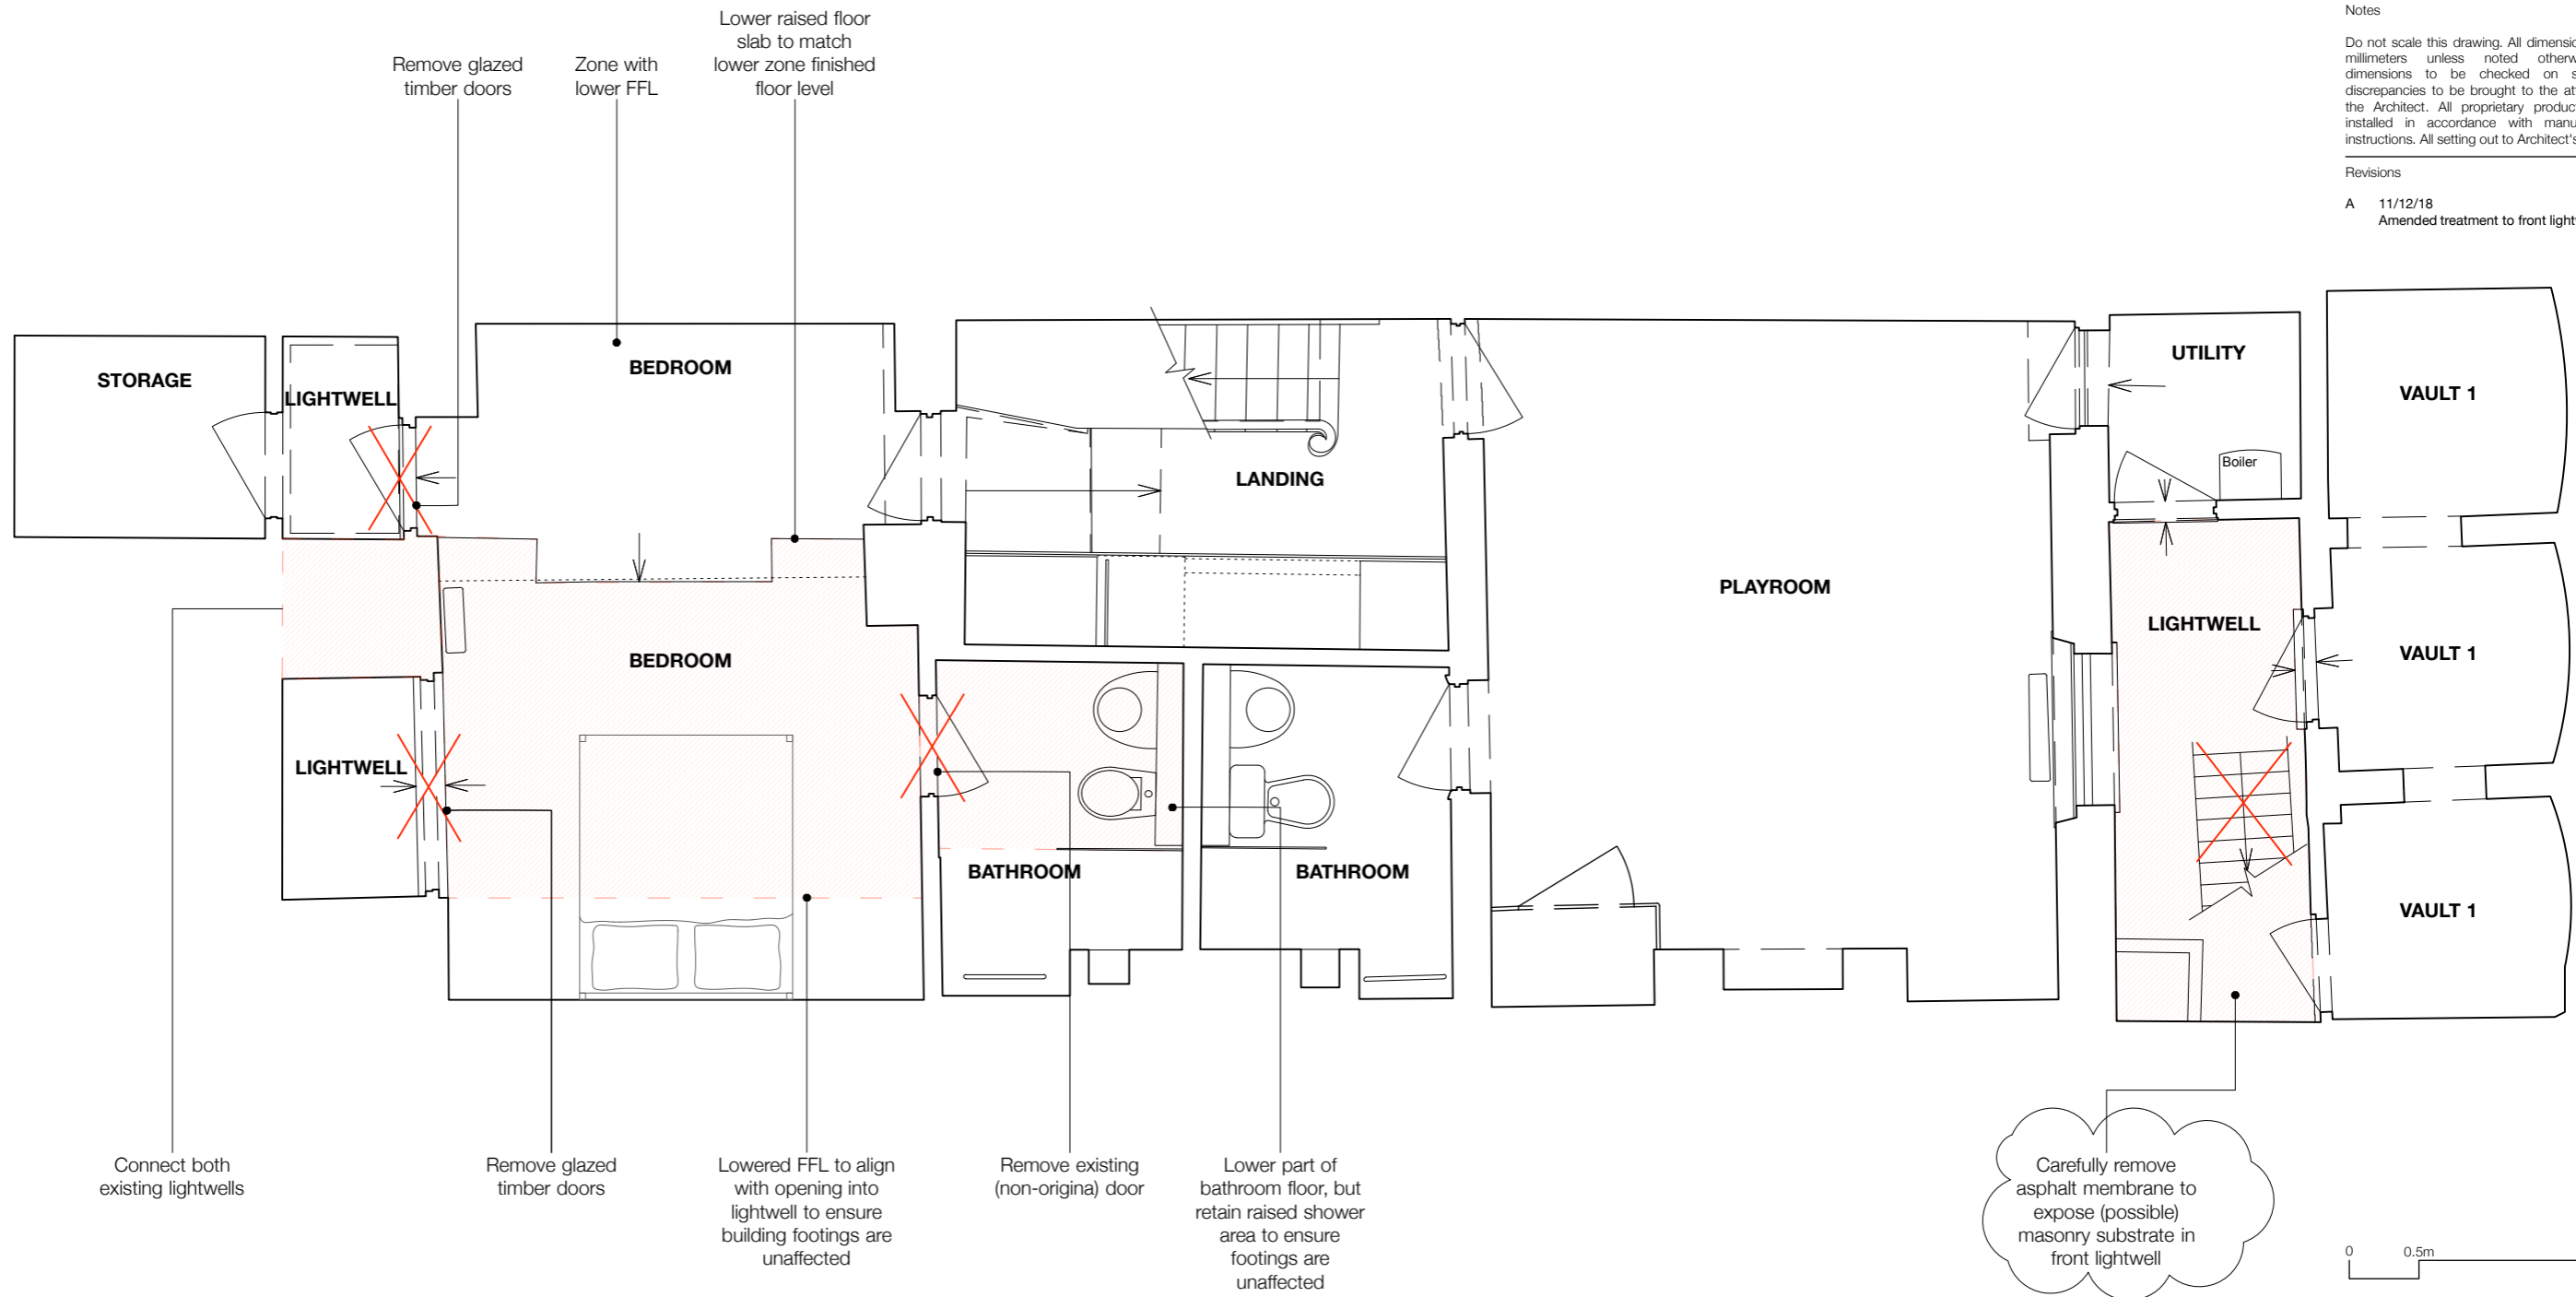 Lower raised floor
slab to match
lower zone finished
floor level
Remove glazed
timber doors
Zone with
lower FFL
Notes
Do not scale this drawing. All
millimeters unless noted
dimensions to be checked on
discrepancies to be brought to the
the Architect. All proprietary
installed in accordance with
instructions. All setting out to Architect's
Revisions
A 11/12/18
Amended treatment to front
STORAGE
LIGHTWELL
BEDROOM
LANDING
UTILITY
Boiler
VAULT 1
PLAYROOM
BEDROOM
LIGHTWELL
VAULT 1
LIGHTWELL
BATHROOM
BATHROOM
VAULT 1
Connect both
existing lightwells
Remove glazed
timber doors
Lowered FFL to align
with opening into
lightwell to ensure
building footings are
unaffected
Remove existing
(non-origina) door
Lower part of
bathroom floor, but
retain raised shower
area to ensure
footings are
unaffected
Carefully remove
asphalt membrane to
expose (possible)
masonry substrate in
front lightwell
0 0.5m